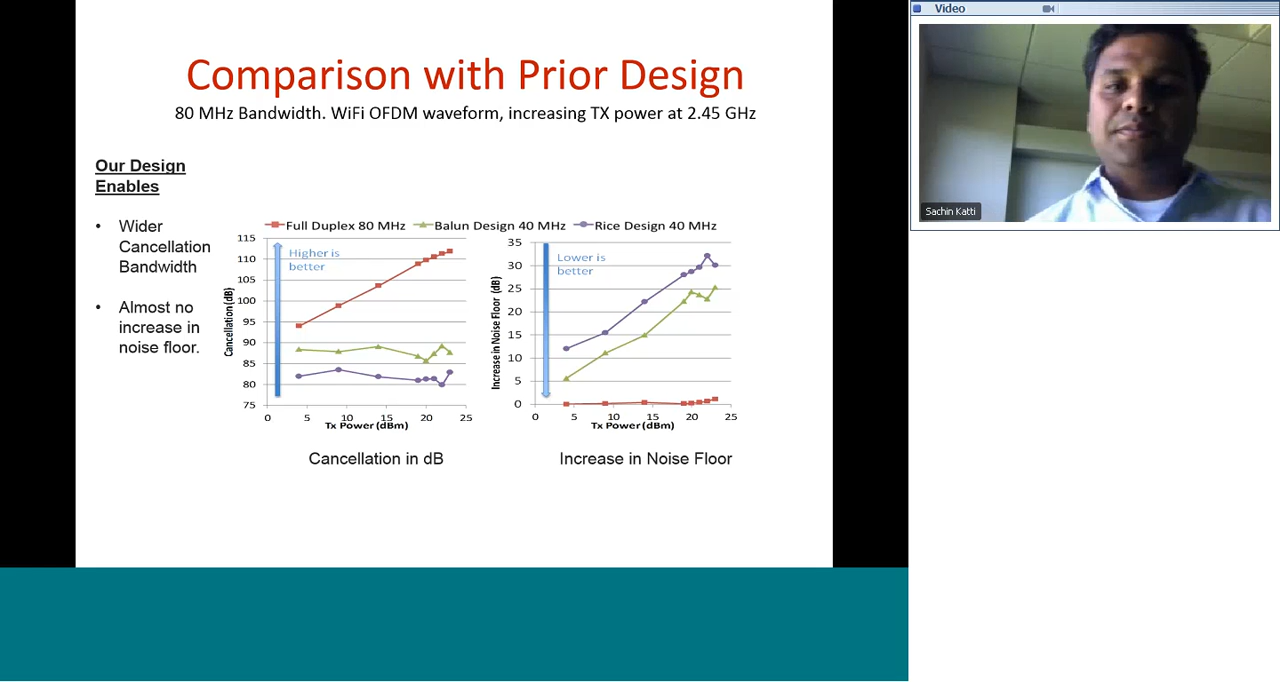 Comparison with Prior Design
80 MHz Bandwidth. WiFi OFDM waveform, increasing TX power at 2.45 GHz
Our Design
Enables
• Wider
Cancellation
Bandwidth
• Almost no
increase in
noise floor.
Full Duplex 80 MHz Balun Design 40 MHz Rice Design 40 MHz
Higher is
better
Cancellation (dB)
115
110
105
100
95
90
85
80
75
0 5 10 15 20 25
Tx Power (dBm)
Cancellation in dB
Lower is
better
Increase in Noise Floor (dB)
35
30
25
20
15
10
5
0
0 5 10 15 20 25
Tx Power (dBm)
Increase in Noise Floor
Video
Sachin Katti